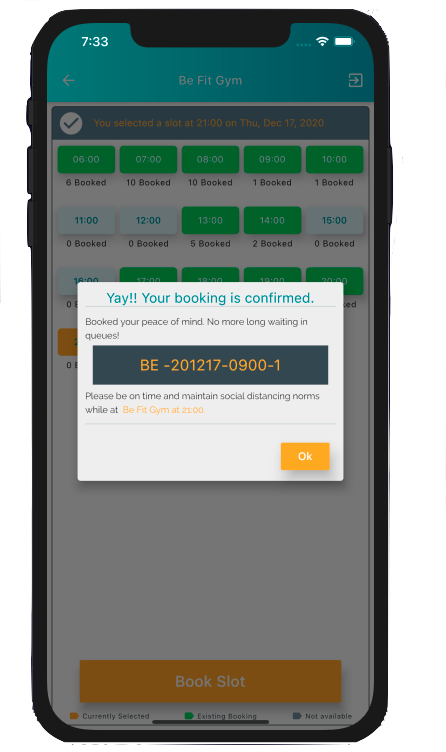 7:33
Be Fit Gym
You selected a slot at 21:00 on Thu, Dec 17, 2020
06:00 07:00 08:00 09:00 10:00
6 Booked 10 Booked 10 Booked 1 Booked 1 Booked
11:00 12:00 13:00 14:00 15:00
0 Booked 0 Booked 5 Booked 2 Booked 0 Booked
16:00 17:00 18:00 19:00 20:00
Yay!! Your booking is confirmed.
Booked your peace of mind. No more long waiting in
queues!
BE -201217-0900-1
Please be on time and maintain social distancing norms
while at Be Fit Gym at 21:00.
Ok
Book Slot
Currently Selected Existing Booking Not available